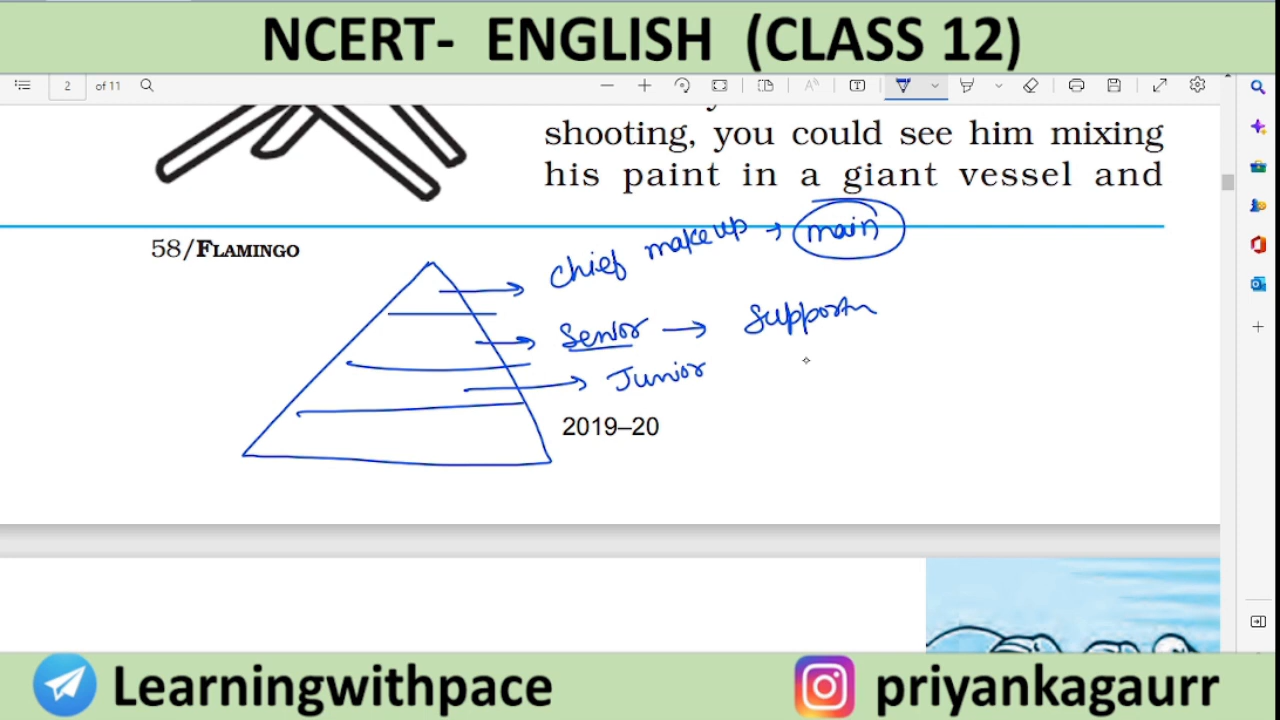 NCERT- ENGLISH (CLASS 12)
2 of 11
shooting, you could see him mixing
his paint in a giant vessel and
58/FLAMINGO
chief makeup → main
Senior →
Junior
2019–20
Learningwithpace
priyankagaurr